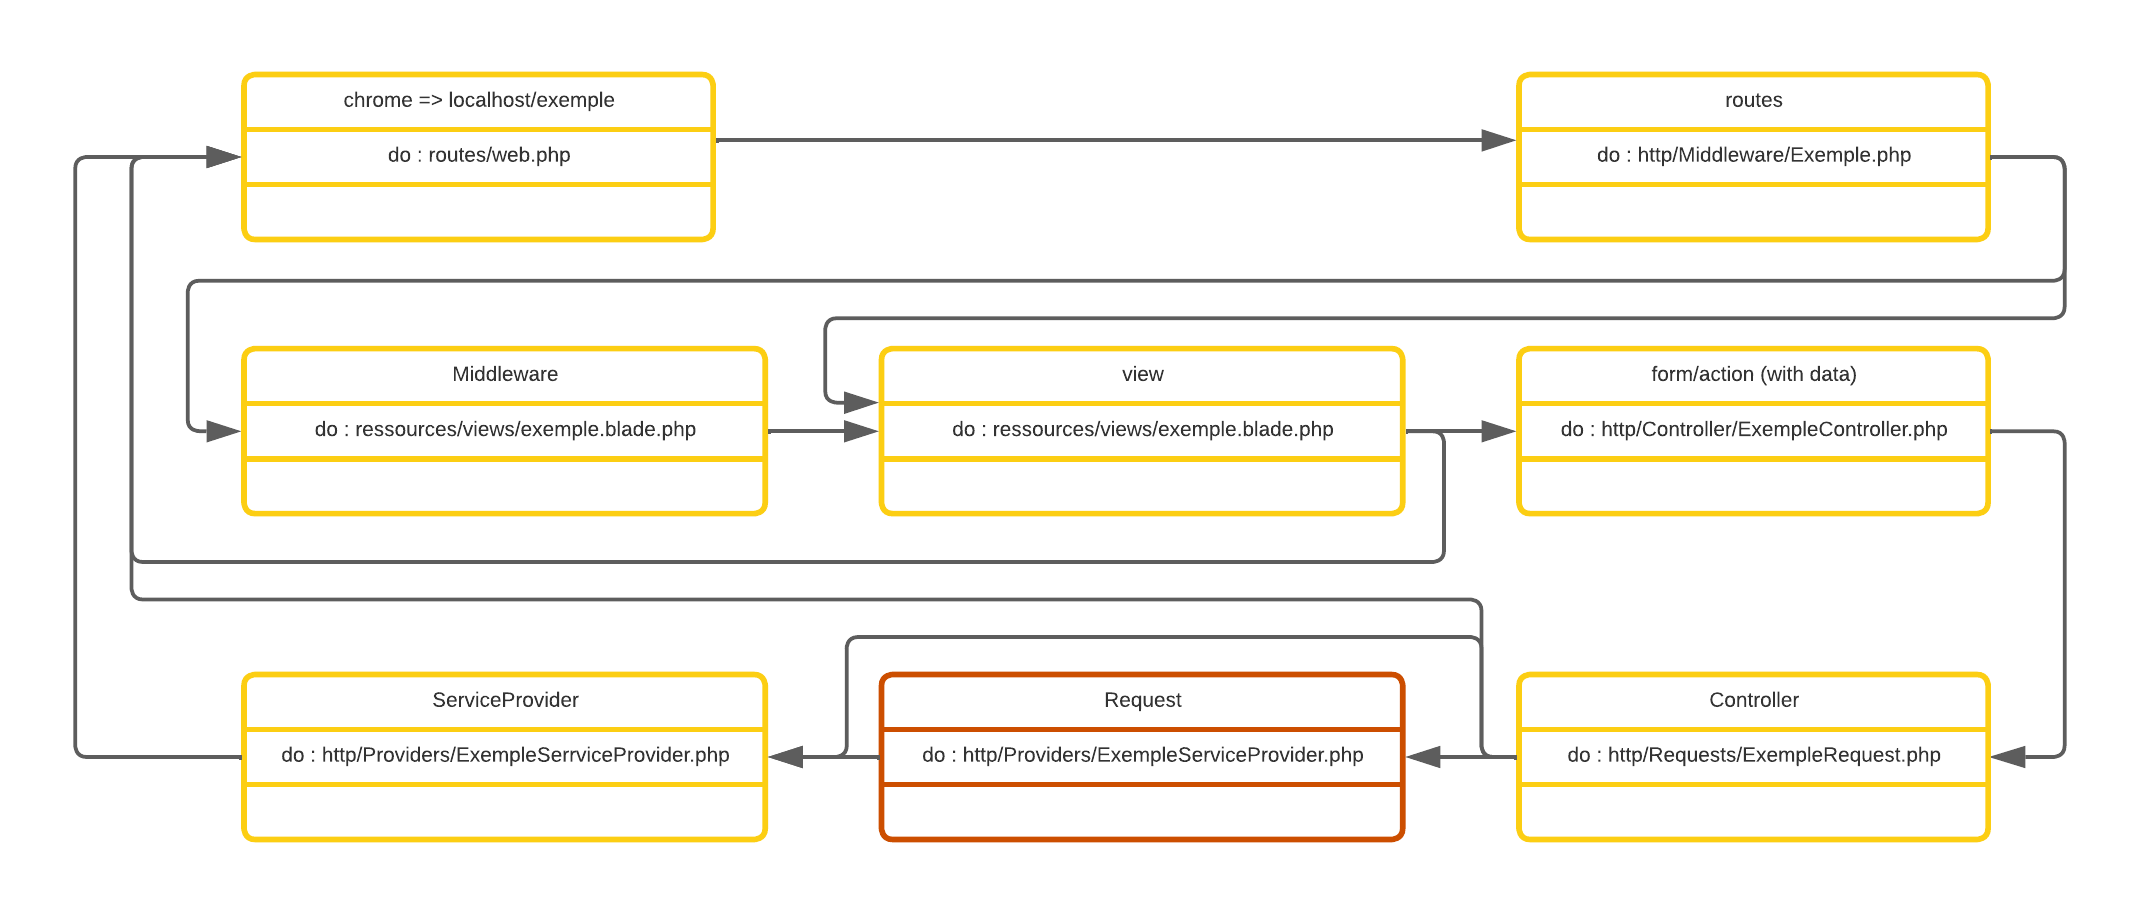 chrome => localhost/exemple
do : routes/web.php
routes
do : http/Middleware/Exemple.php
Middleware
do : ressources/views/exemple.blade.php
view
do : ressources/views/exemple.blade.php
form/action (with data)
do : http/Controller/ExempleController.php
ServiceProvider
do : http/Providers/ExempleSerrviceProvider.php
Request
do : http/Providers/ExempleServiceProvider.php
Controller
do : http/Requests/ExempleRequest.php